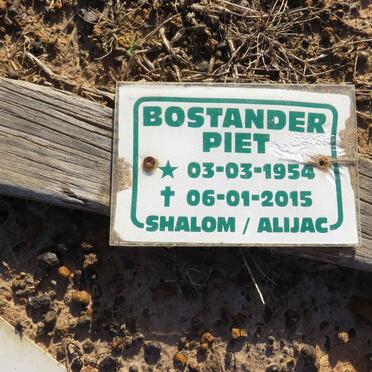 BOSTANDER
PIET
★ 03-03-1954
✝ 06-01-2015
SHALOM / ALIJAC